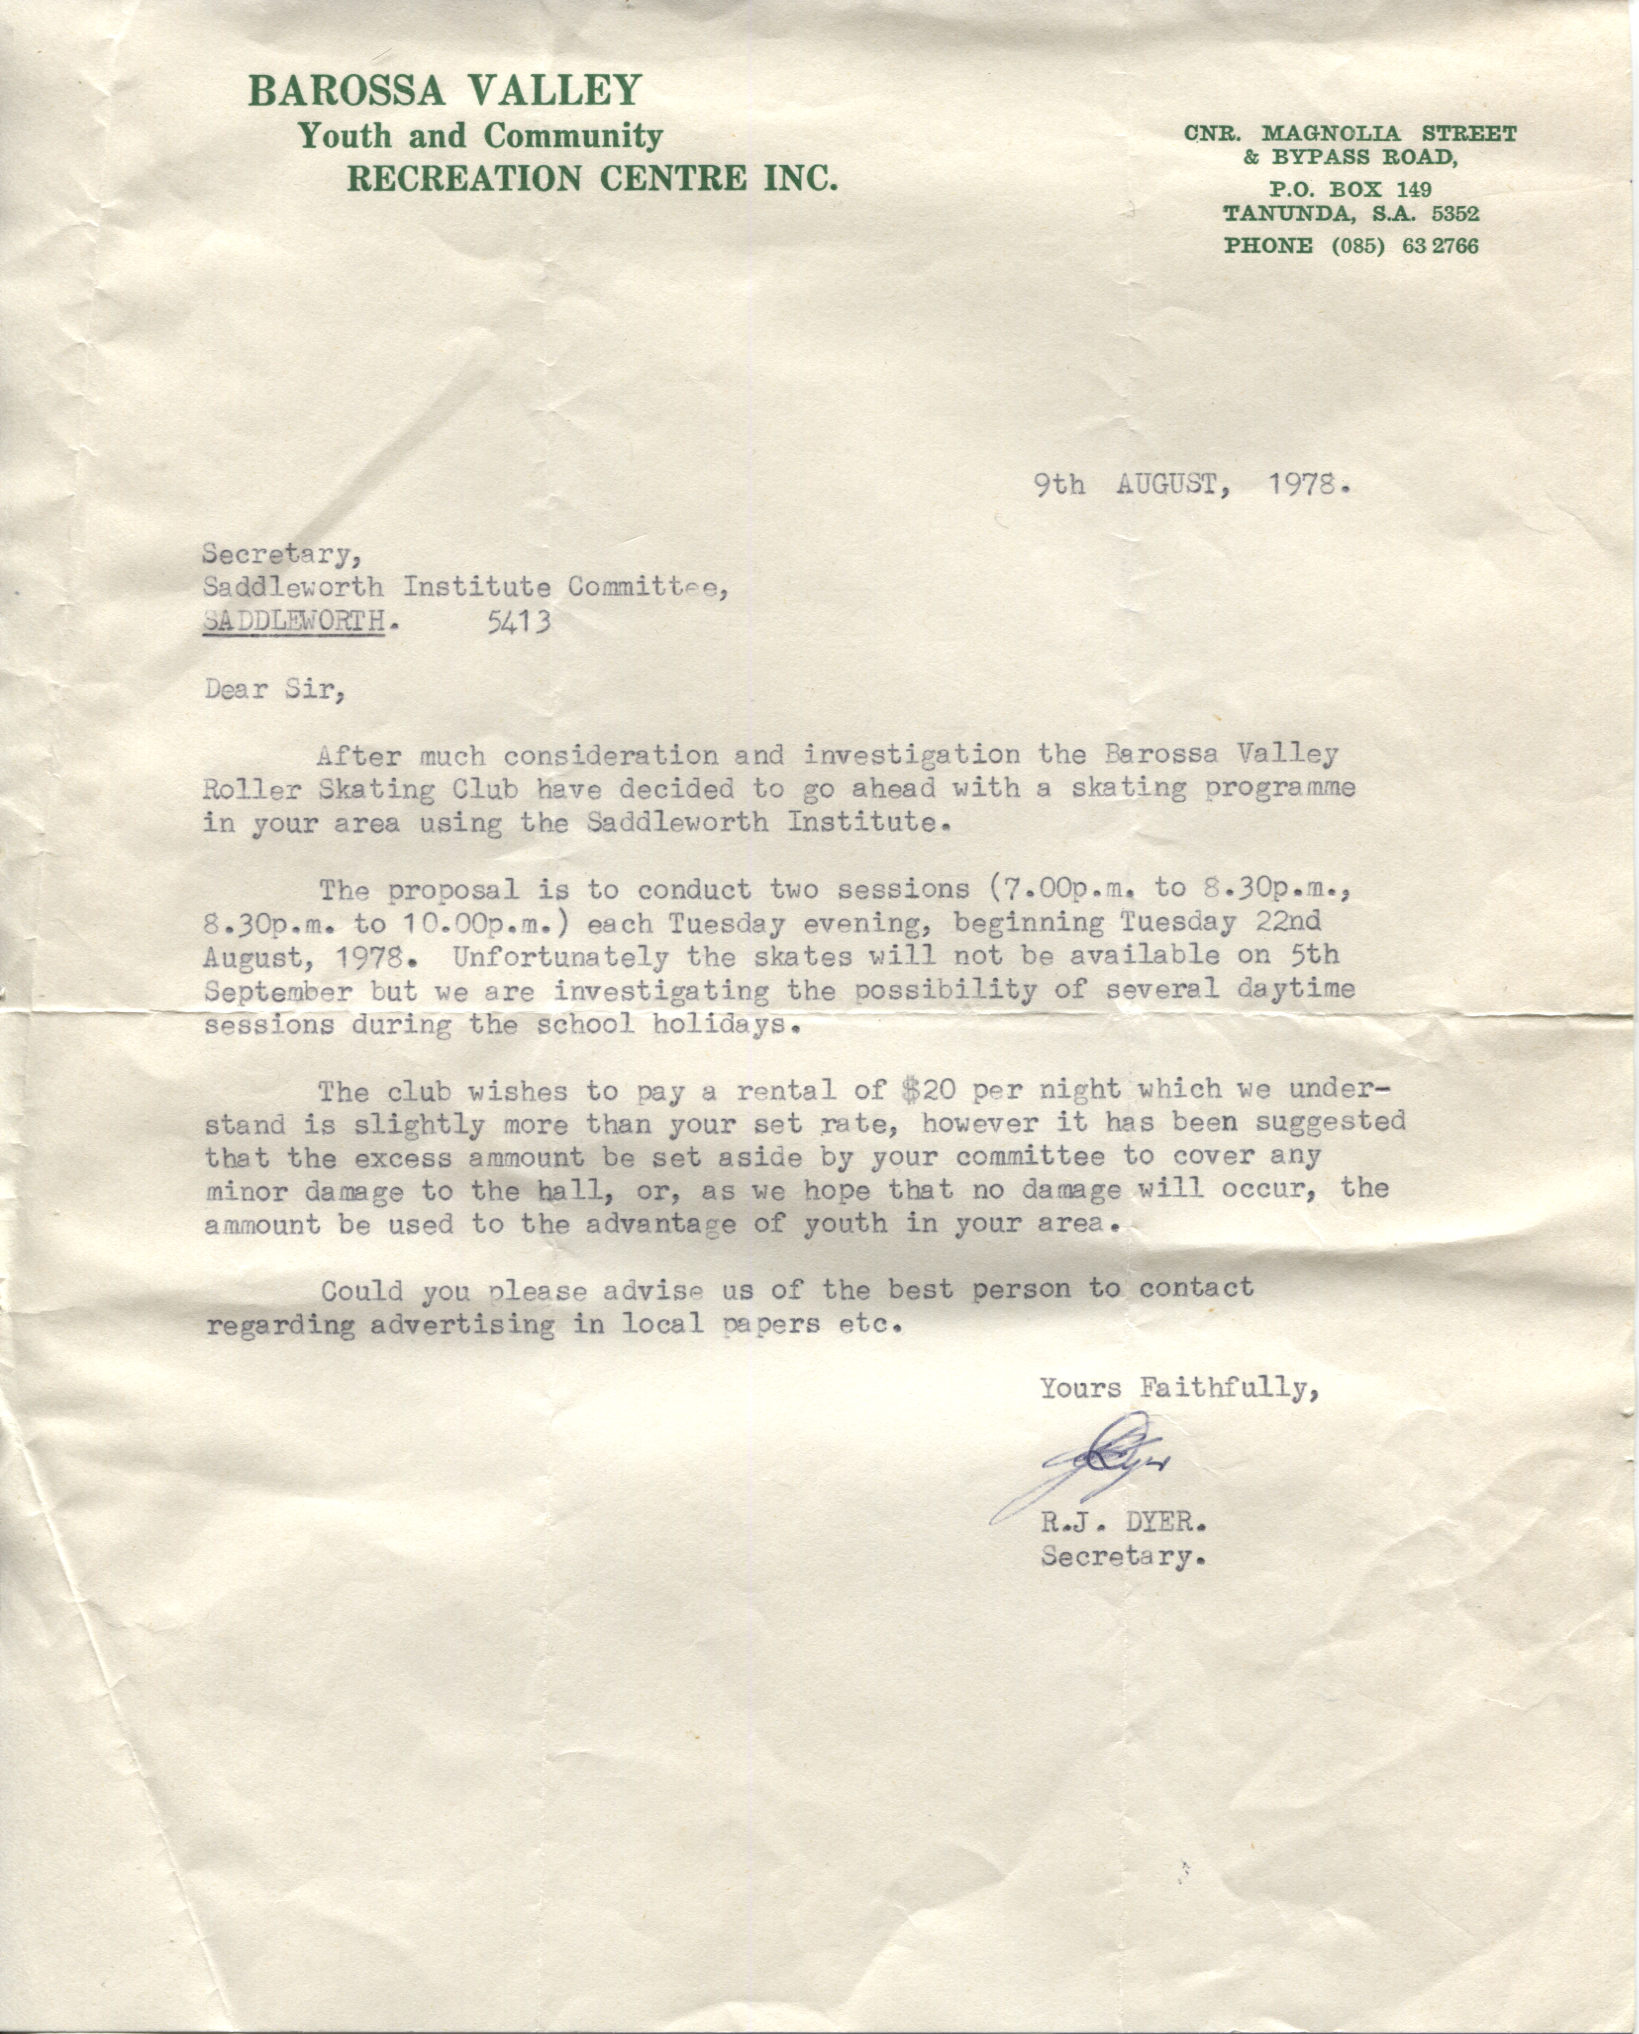 BAROSSA VALLEY
Youth and Community
RECREATION CENTRE INC.
CNR. MAGNOLIA STREET
& BYPASS ROAD,
P.O. BOX 149
TANUNDA, S.A. 5352
PHONE (085) 63 2766
9th AUGUST, 1978.
Secretary,
Saddleworth Institute Committee,
SADDLEWORTH. 5413
Dear Sir,
After much consideration and investigation the Barossa Valley
Roller Skating Club have decided to go ahead with a skating programme
in your area using the Saddleworth Institute.
The proposal is to conduct two sessions (7.00p.m. to 8.30p.m.,
8.30p.m. to 10.00p.m.) each Tuesday evening, beginning Tuesday 22nd
August, 1978. Unfortunately the skates will not be available on 5th
September but we are investigating the possibility of several daytime
sessions during the school holidays.
The club wishes to pay a rental of $20 per night which we under-
stand is slightly more than your set rate, however it has been suggested
that the excess ammount be set aside by your committee to cover any
minor damage to the hall, or, as we hope that no damage will occur, the
ammount be used to the advantage of youth in your area.
Could you please advise us of the best person to contact
regarding advertising in local papers etc.
Yours Faithfully,
R.J. DYER.
Secretary.